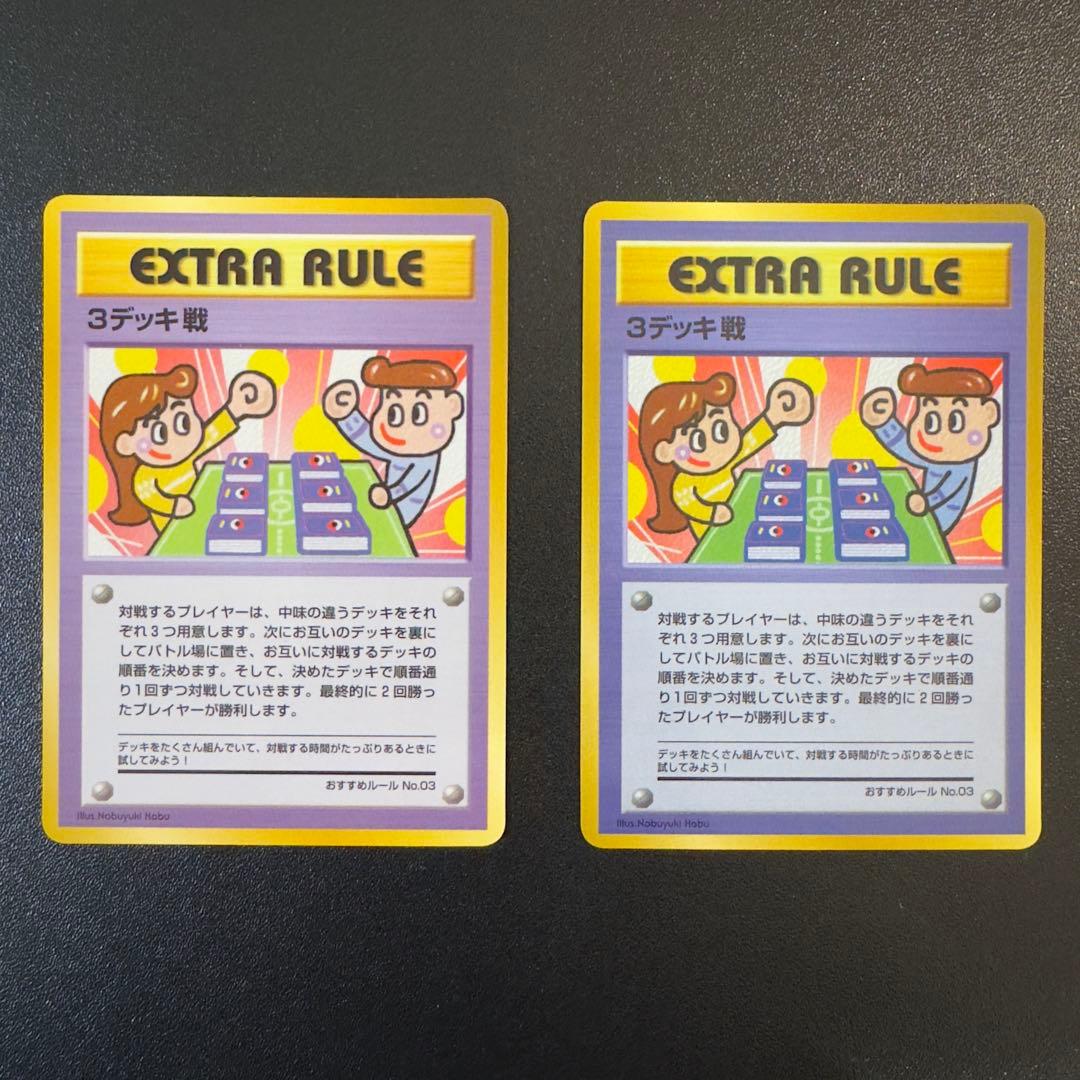 EXTRA RULE
3デッキ戦
対戦するプレイヤーは、中味の違うデッキをそれ
ぞれ3つ用意します。次にお互いのデッキを裏に
してバトル場に置き、お互いに対戦するデッキの
順番を決めます。そして、決めたデッキで順番通
り1回ずつ対戦していきます。最終的に2回勝っ
たプレイヤーが勝利します。
デッキをたくさん組んでいて、対戦する時間がたっぷりあるときに
試してみよう！
おすすめルール No.03
Illus.Nobuyuki Habu
EXTRA RULE
3デッキ戦
対戦するプレイヤーは、中味の違うデッキをそれ
ぞれ3つ用意します。次にお互いのデッキを裏に
してバトル場に置き、お互いに対戦するデッキの
順番を決めます。そして、決めたデッキで順番通
り1回ずつ対戦していきます。最終的に2回勝っ
たプレイヤーが勝利します。
デッキをたくさん組んでいて、対戦する時間がたっぷりあるときに
試してみよう！
おすすめルール No.03
Illus.Nobuyuki Habu